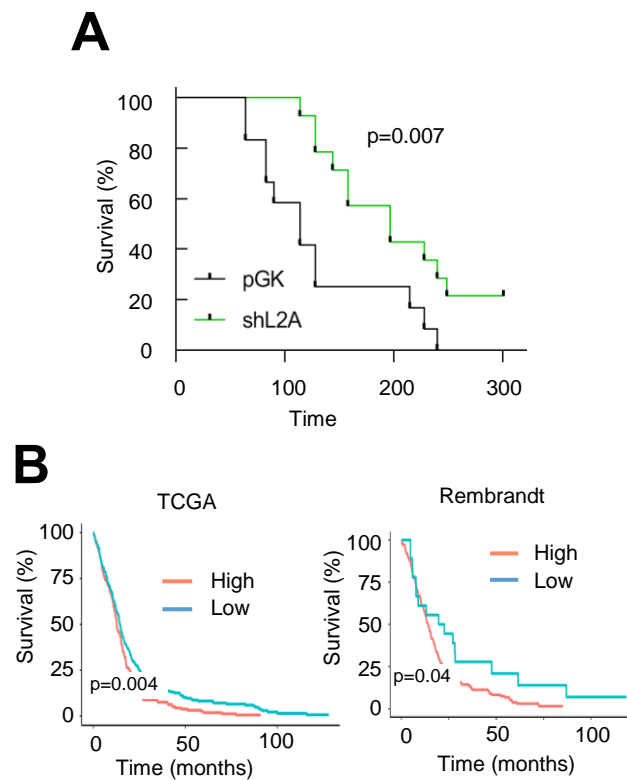 A
100
80
60
40
20
0
Survival (%)
p=0.007
pGK
shL2A
0 100 200 300
Time
B
TCGA
100
75
50
25
0
Survival (%)
High
Low
p=0.004
0 50 100
Time (months)
Rembrandt
100
75
50
25
0
Survival (%)
High
Low
p=0.04
0 50 100
Time (months)